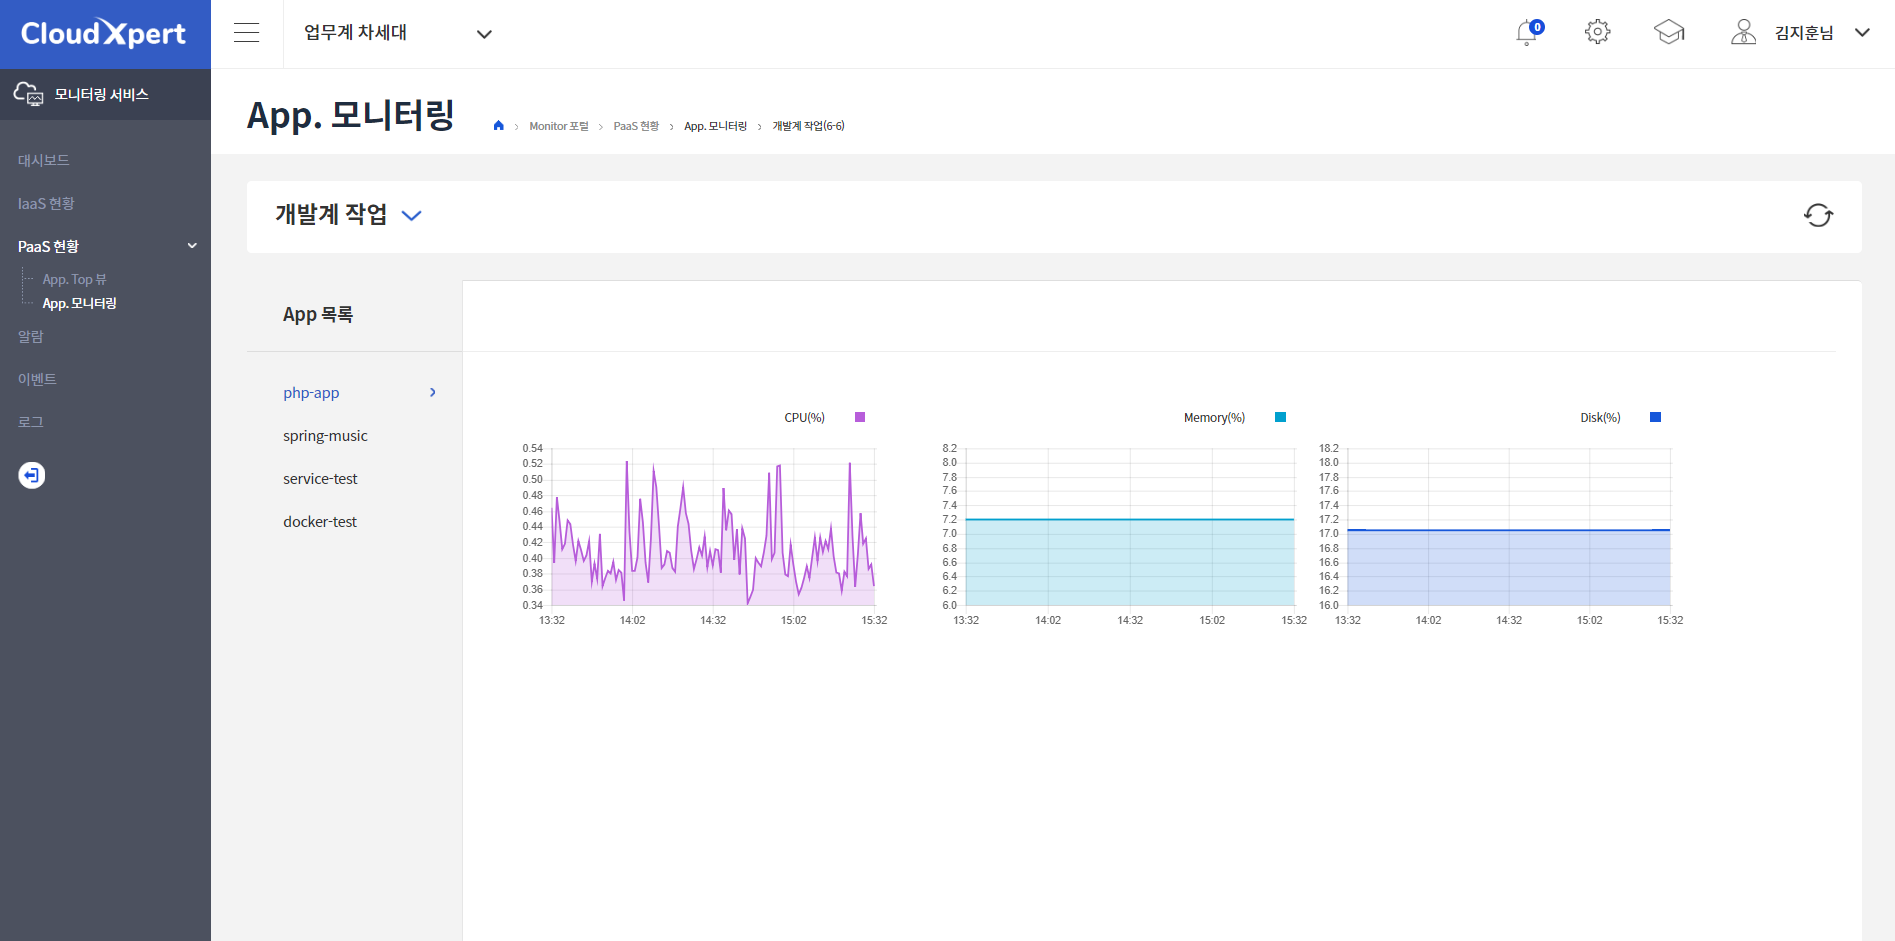 CloudXpert
업무계 차세대
0
김지훈님
모니터링 서비스
대시보드
IaaS 현황
PaaS 현황
App. Top 뷰
App. 모니터링
알람
이벤트
로그
App. 모니터링
Monitor 포털 > PaaS 현황 > App. 모니터링 > 개발계 작업(6-6)
개발계 작업
App 목록
php-app
spring-music
service-test
docker-test
CPU(%)
0.54
0.52
0.50
0.48
0.46
0.44
0.42
0.40
0.38
0.36
0.34
13:32 14:02 14:32 15:02 15:32
Memory(%)
8.2
8.0
7.8
7.6
7.4
7.2
7.0
6.8
6.6
6.4
6.2
6.0
13:32 14:02 14:32 15:02 15:32
Disk(%)
18.2
18.0
17.8
17.6
17.4
17.2
17.0
16.8
16.6
16.4
16.2
16.0
13:32 14:02 14:32 15:02 15:32